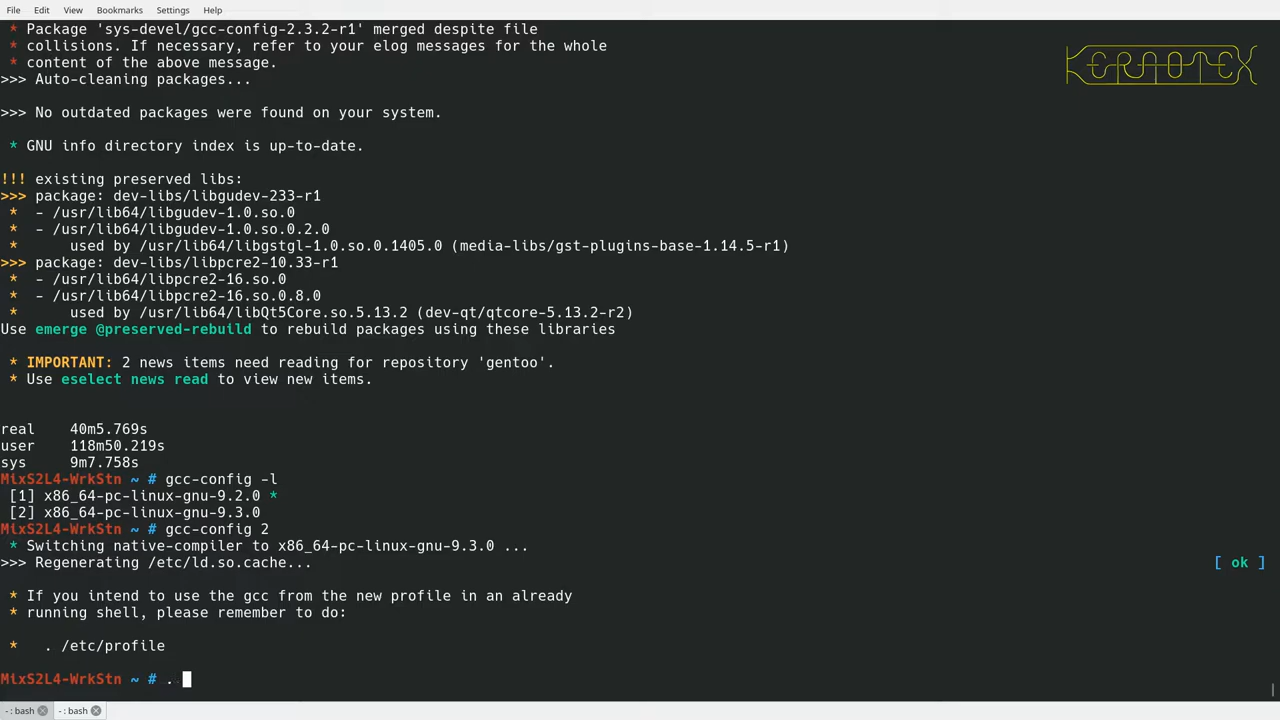 File Edit View Bookmarks Settings Help
* Package 'sys-devel/gcc-config-2.3.2-r1' merged despite file
* collisions. If necessary, refer to your elog messages for the whole
* content of the above message.
KERAOTEX
>>> Auto-cleaning packages...
>>> No outdated packages were found on your system.
* GNU info directory index is up-to-date.
!!! existing preserved libs:
>>> package: dev-libs/libgudev-233-r1
* - /usr/lib64/libgudev-1.0.so.0
* - /usr/lib64/libgudev-1.0.so.0.2.0
* used by /usr/lib64/libgstgl-1.0.so.0.1405.0 (media-libs/gst-plugins-base-1.14.5-r1)
>>> package: dev-libs/libpcre2-10.33-r1
* - /usr/lib64/libpcre2-16.so.0
* - /usr/lib64/libpcre2-16.so.0.8.0
* used by /usr/lib64/libQt5Core.so.5.13.2 (dev-qt/qtcore-5.13.2-r2)
Use emerge @preserved-rebuild to rebuild packages using these libraries
* IMPORTANT: 2 news items need reading for repository 'gentoo'.
* Use eselect news read to view new items.
real 40m5.769s
user 118m50.219s
sys 9m7.758s
MixS2L4-WrkStn ~ # gcc-config -l
[1] x86_64-pc-linux-gnu-9.2.0 *
[2] x86_64-pc-linux-gnu-9.3.0
MixS2L4-WrkStn ~ # gcc-config 2
* Switching native-compiler to x86_64-pc-linux-gnu-9.3.0 ...
>>> Regenerating /etc/ld.so.cache... [ ok ]
* If you intend to use the gcc from the new profile in an already
* running shell, please remember to do:
* . /etc/profile
MixS2L4-WrkStn ~ # .
- : bash - : bash